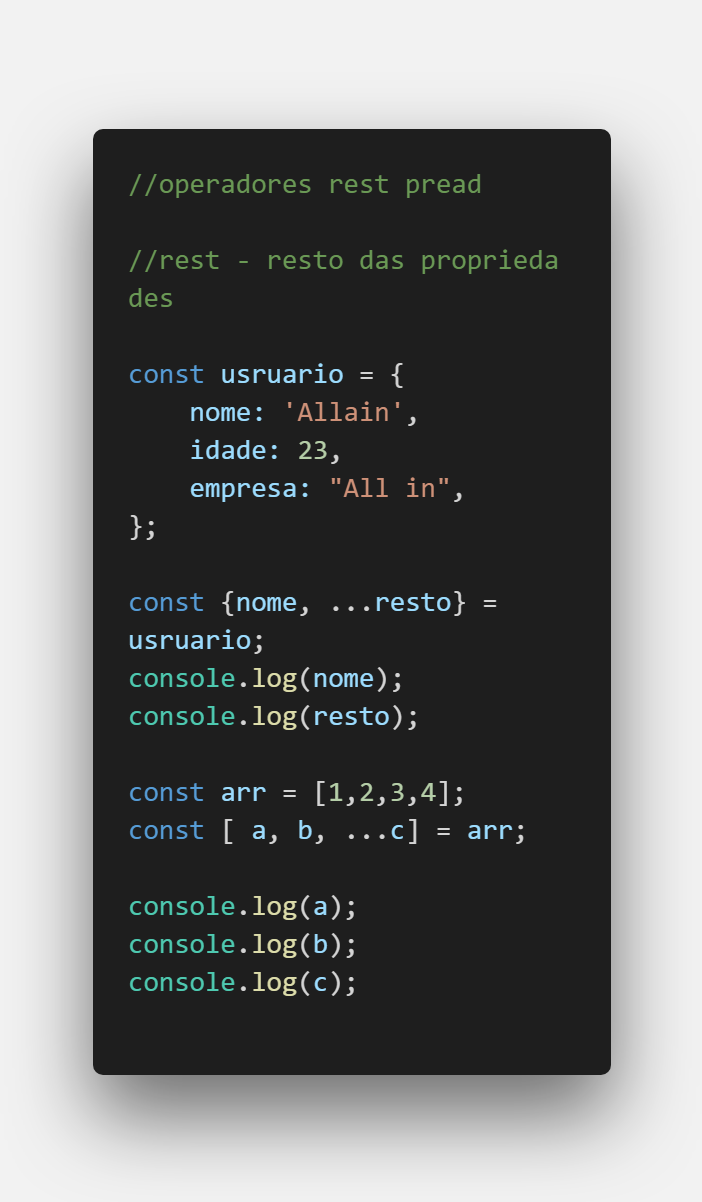 //operadores rest pread
//rest - resto das proprieda
des
const usruario = {
    nome: 'Allain',
    idade: 23,
    empresa: "All in",
};
const {nome, ...resto} =
usruario;
console.log(nome);
console.log(resto);
const arr = [1,2,3,4];
const [ a, b, ...c] = arr;
console.log(a);
console.log(b);
console.log(c);